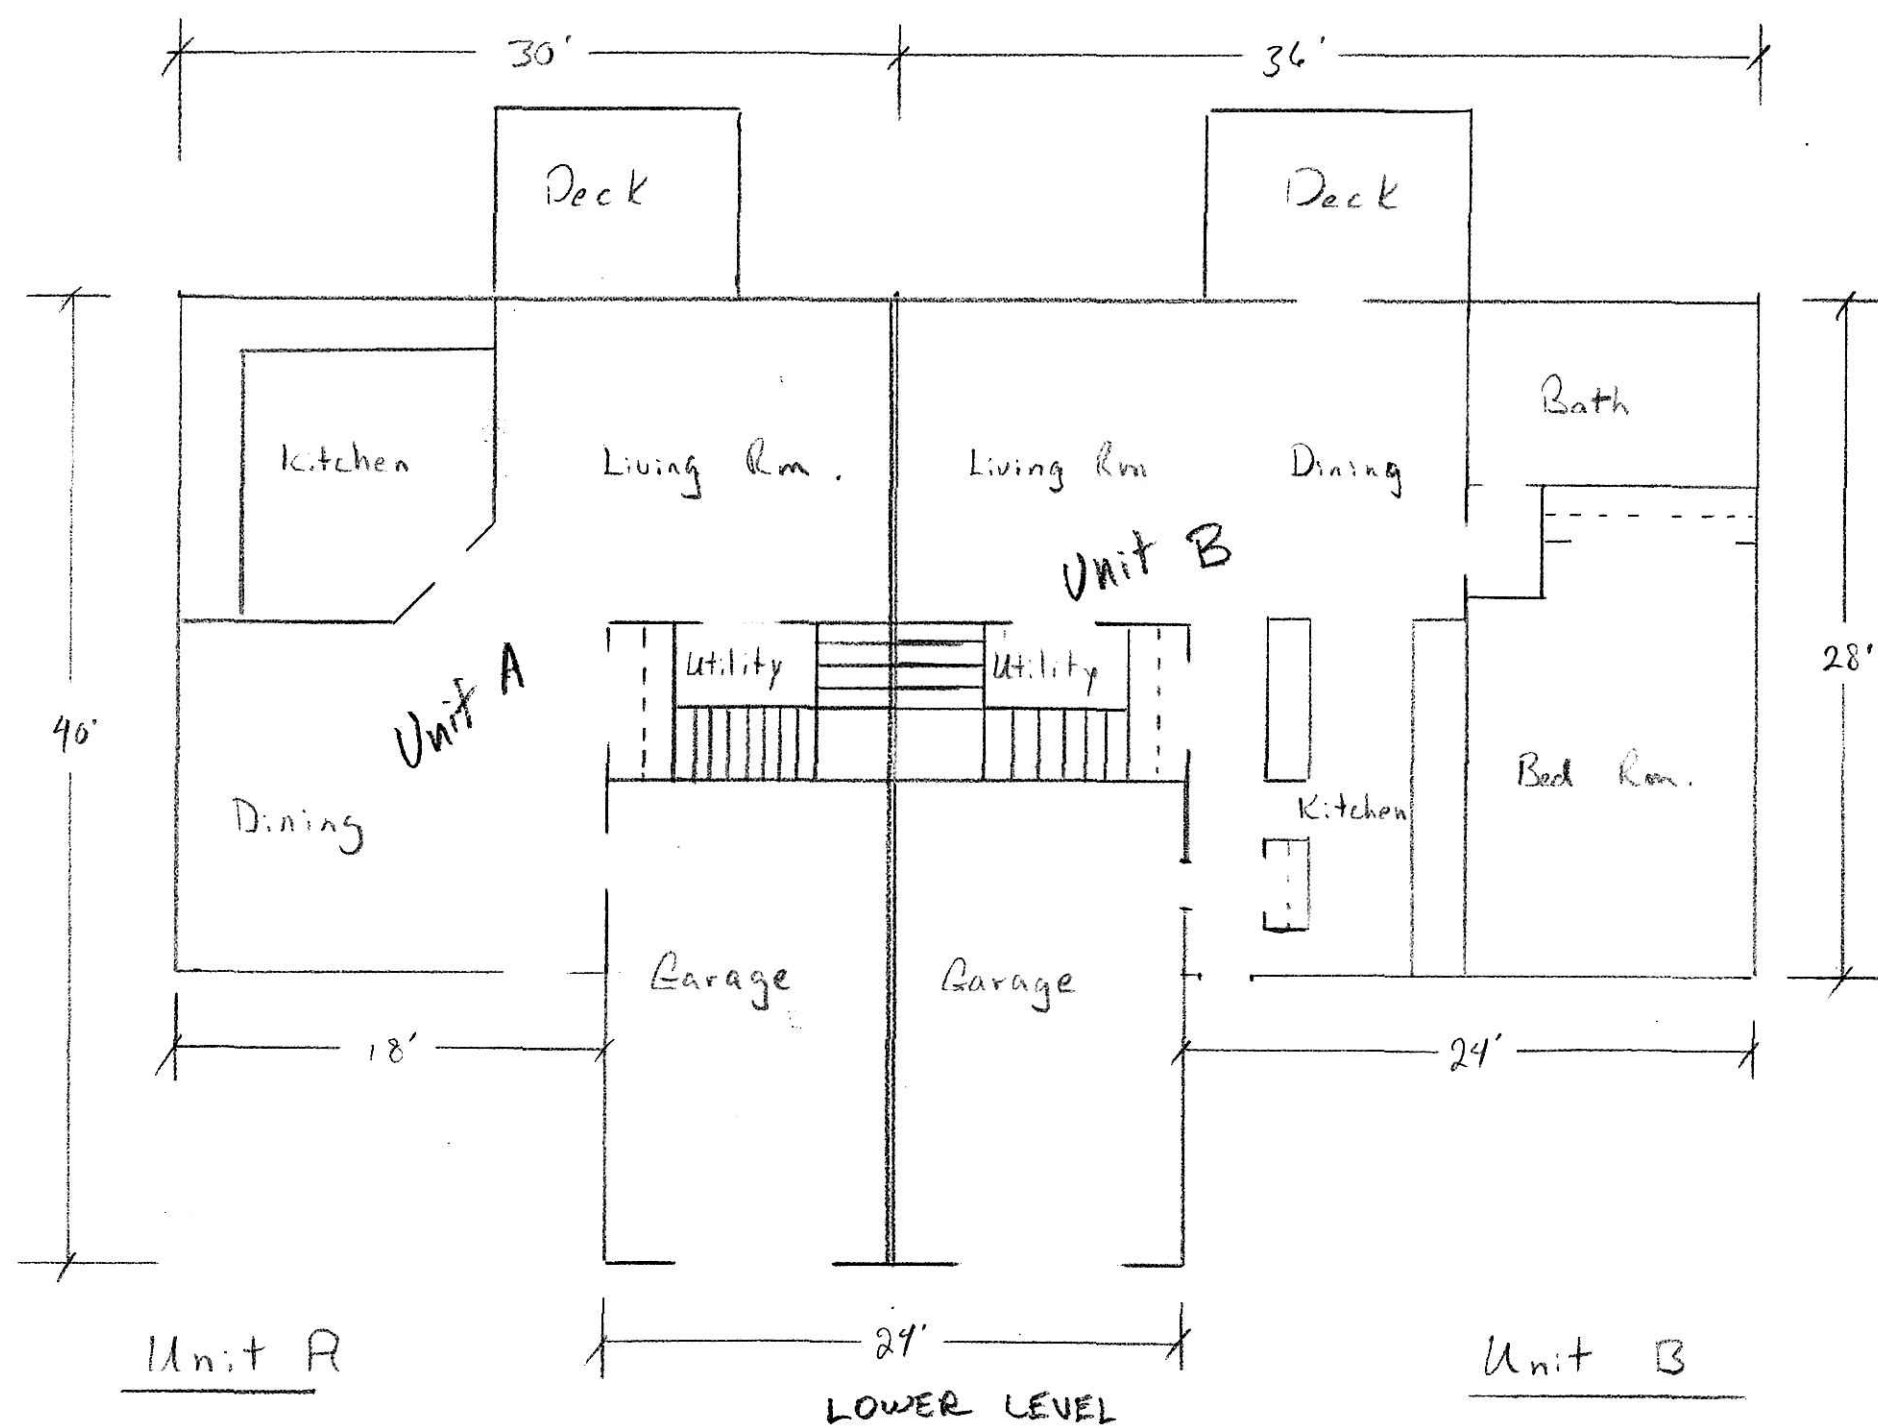 30' 36'
Deck Deck
Bath
Kitchen Living Rm. Living Rm Dining
Unit B
Utility Utility
28'
Unit A
40'
Bed Rm.
Dining Kitchen
Garage Garage
18' 24'
24'
Unit A Unit B
LOWER LEVEL